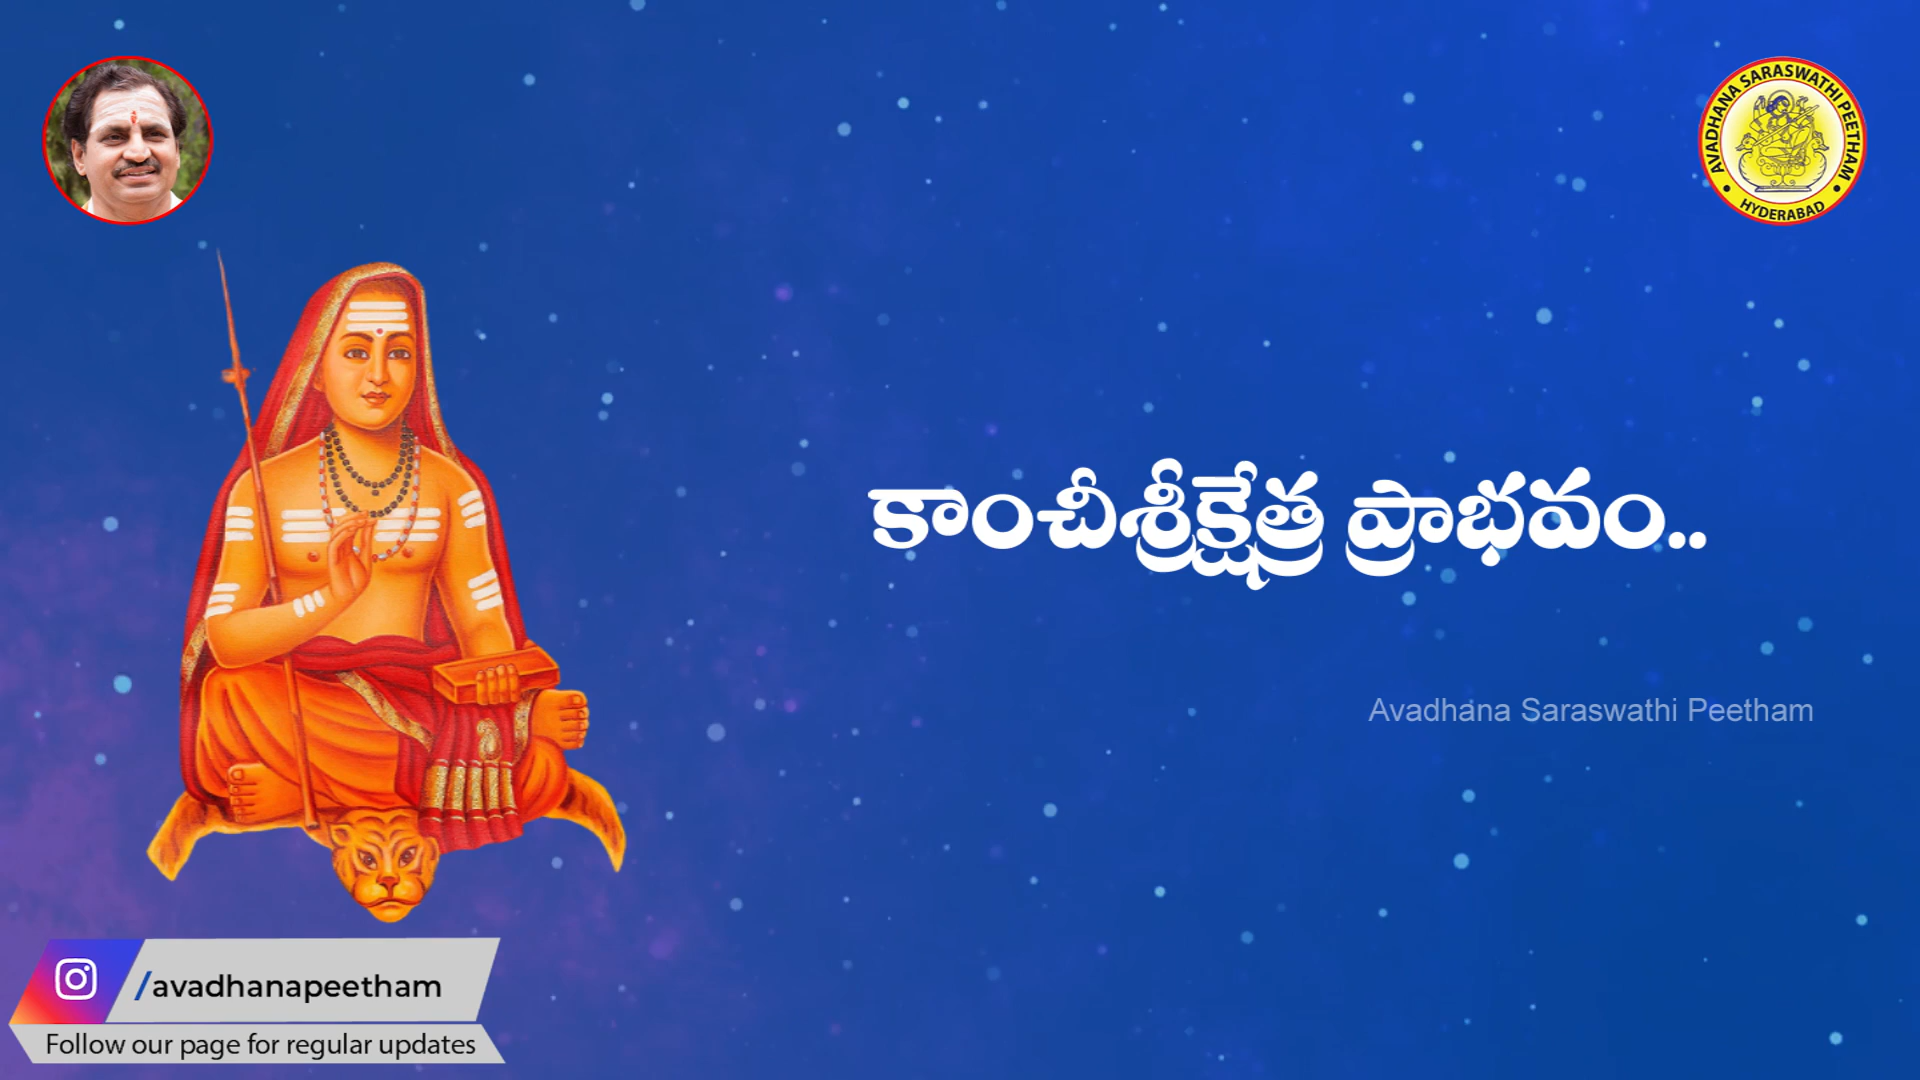 AVADHANA SARASWATHI PEETHAM
• HYDERABAD •
కాంచీశ్రీక్షేత్ర ప్రాభవం..
Avadhana Saraswathi Peetham
/avadhanapeetham
Follow our page for regular updates